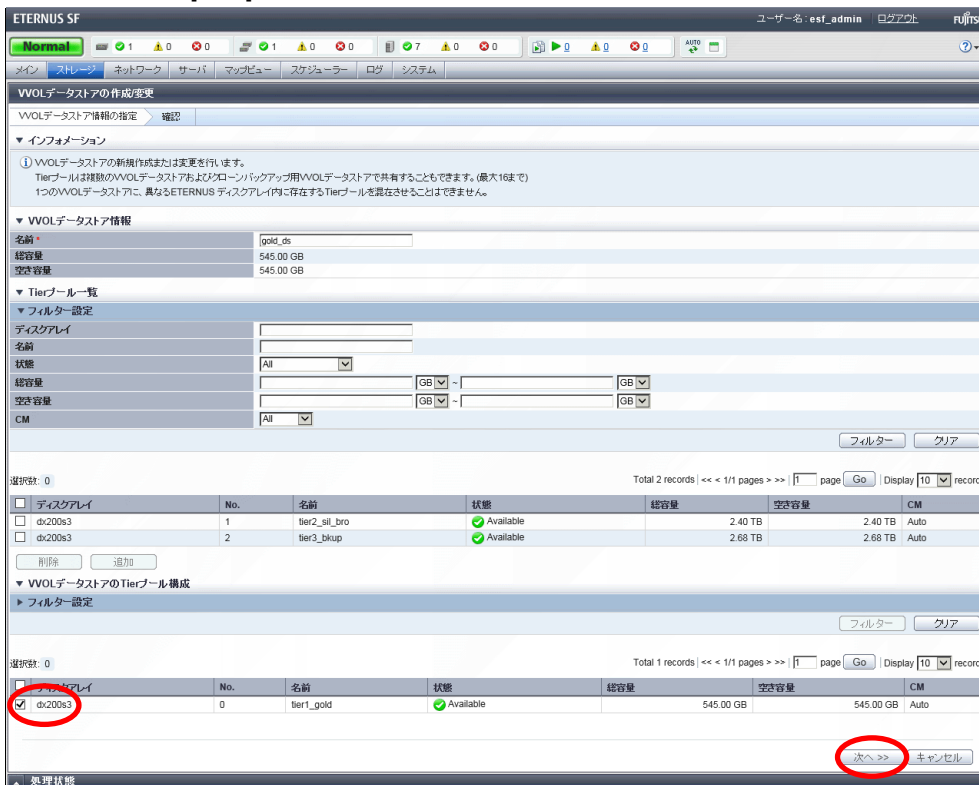 ETERNUS SF ユーザー名 : esf_admin ログアウト
Normal 1 0 0 1 0 0 7 0 0 0 0 0 AUTO
メイン ストレージ ネットワーク サーバ マップビュー スケジューラー ログ システム
VVOLデータストアの作成/変更
VVOLデータストア情報の指定 確認
▼ インフォメーション
VVOLデータストアの新規作成または変更を行います。
Tierプールは複数のVVOLデータストアおよびクローンバックアップ用VVOLデータストアで共有することもできます。(最大16まで)
1つのVVOLデータストアに、異なるETERNUS ディスクアレイ内に存在するTierプールを混在させることはできません。
▼ VVOLデータストア情報
名前 * gold_ds
総容量 545.00 GB
空き容量 545.00 GB
▼ Tierプール一覧
▼ フィルター設定
ディスクアレイ
名前
状態 All
総容量 GB ~ GB
空き容量 GB ~ GB
CM All
フィルター クリア
選択数: 0 Total 2 records | << < 1/1 pages > >> | 1 page Go | Display 10 record
ディスクアレイ No. 名前 状態 総容量 空き容量 CM
dx200s3 1 tier2_sil_bro Available 2.40 TB 2.40 TB Auto
dx200s3 2 tier3_bkup Available 2.68 TB 2.68 TB Auto
削除 追加
▼ VVOLデータストアのTierプール構成
▶ フィルター設定
フィルター クリア
選択数: 0 Total 1 records | << < 1/1 pages > >> | 1 page Go | Display 10 record
ディスクアレイ No. 名前 状態 総容量 空き容量 CM
dx200s3 0 tier1_gold Available 545.00 GB 545.00 GB Auto
次へ >> キャンセル
処理状態